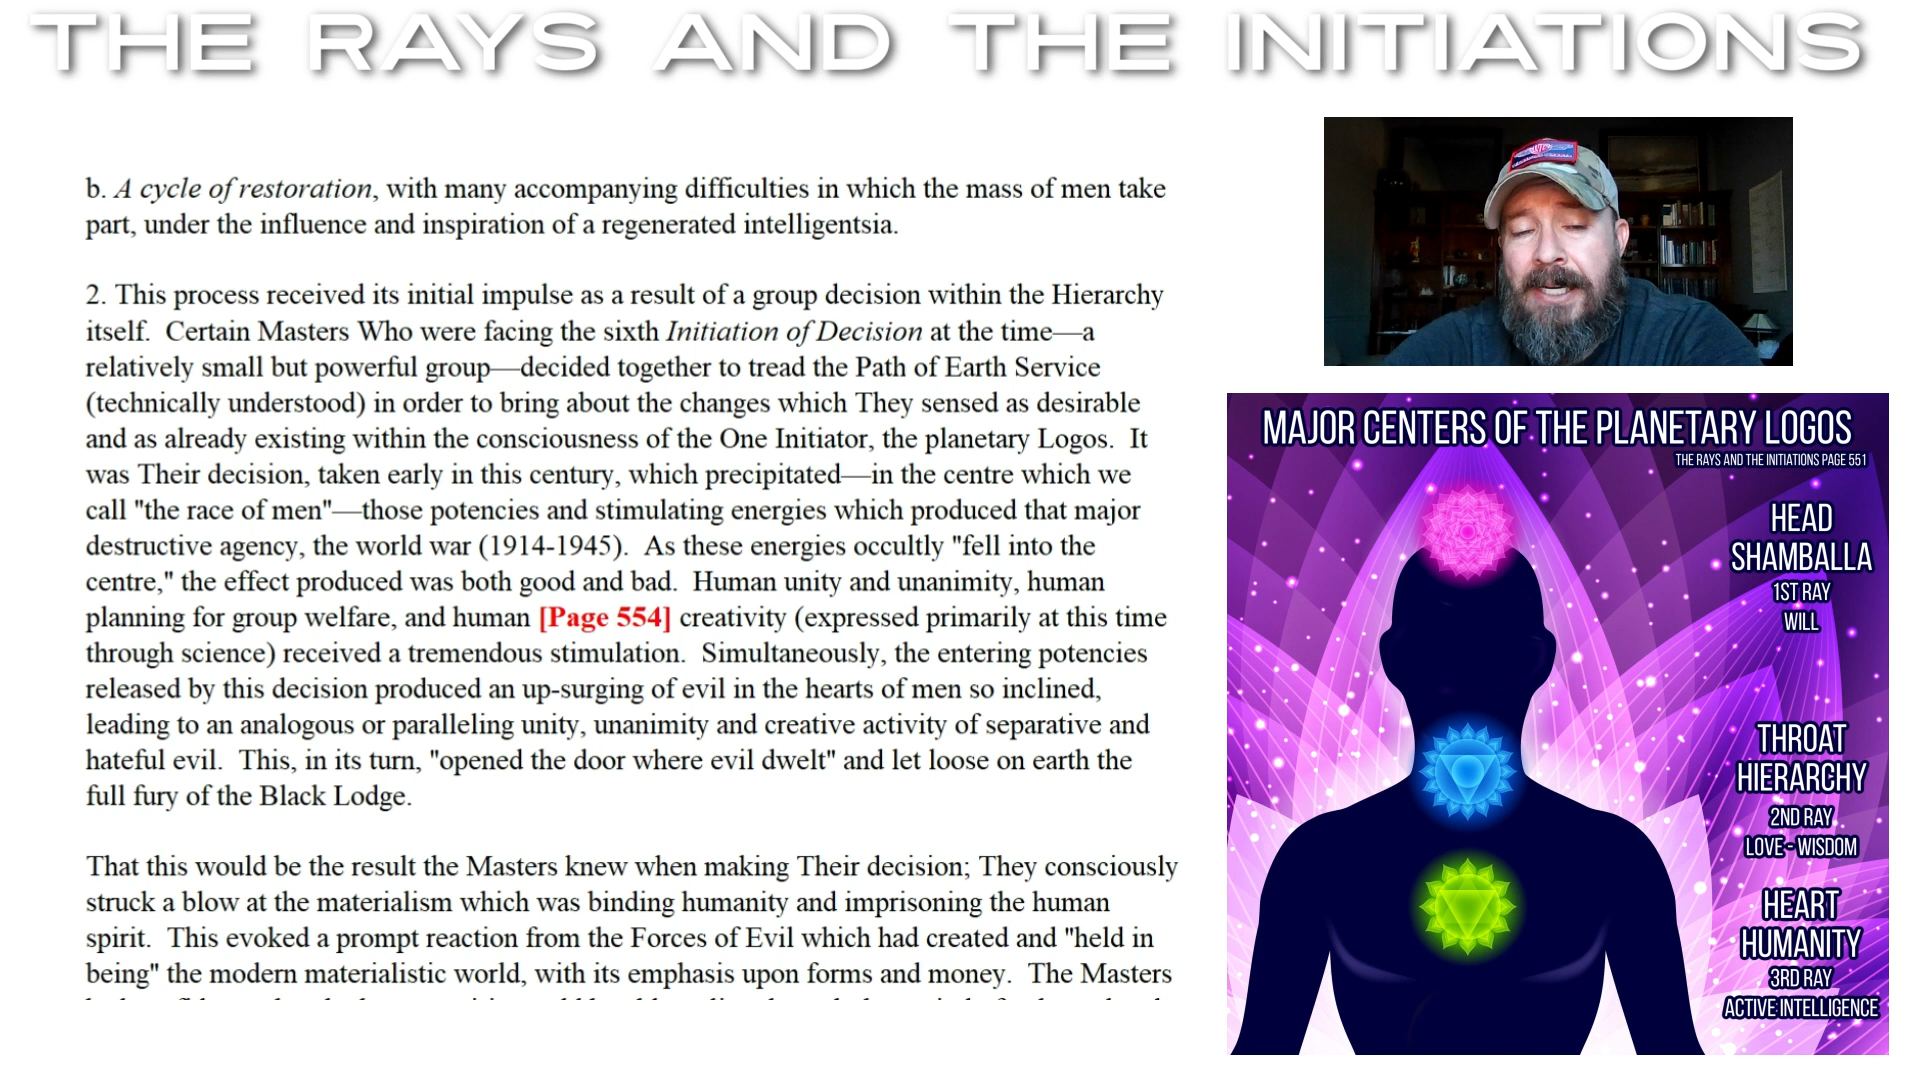 THE RAYS AND THE INITIATIONS
b. A cycle of restoration, with many accompanying difficulties in which the mass of men take
part, under the influence and inspiration of a regenerated intelligentsia.
2. This process received its initial impulse as a result of a group decision within the Hierarchy
itself.  Certain Masters Who were facing the sixth Initiation of Decision at the time—a
relatively small but powerful group—decided together to tread the Path of Earth Service
(technically understood) in order to bring about the changes which They sensed as desirable
and as already existing within the consciousness of the One Initiator, the planetary Logos.  It
was Their decision, taken early in this century, which precipitated—in the centre which we
call "the race of men"—those potencies and stimulating energies which produced that major
destructive agency, the world war (1914-1945).  As these energies occultly "fell into the
centre," the effect produced was both good and bad.  Human unity and unanimity, human
planning for group welfare, and human [Page 554] creativity (expressed primarily at this time
through science) received a tremendous stimulation.  Simultaneously, the entering potencies
released by this decision produced an up-surging of evil in the hearts of men so inclined,
leading to an analogous or paralleling unity, unanimity and creative activity of separative and
hateful evil.  This, in its turn, "opened the door where evil dwelt" and let loose on earth the
full fury of the Black Lodge.
That this would be the result the Masters knew when making Their decision; They consciously
struck a blow at the materialism which was binding humanity and imprisoning the human
spirit.  This evoked a prompt reaction from the Forces of Evil which had created and "held in
being" the modern materialistic world, with its emphasis upon forms and money.  The Masters
MAJOR CENTERS OF THE PLANETARY LOGOS
THE RAYS AND THE INITIATIONS PAGE 551
HEAD
SHAMBALLA
1ST RAY
WILL
THROAT
HIERARCHY
2ND RAY
LOVE - WISDOM
HEART
HUMANITY
3RD RAY
ACTIVE INTELLIGENCE